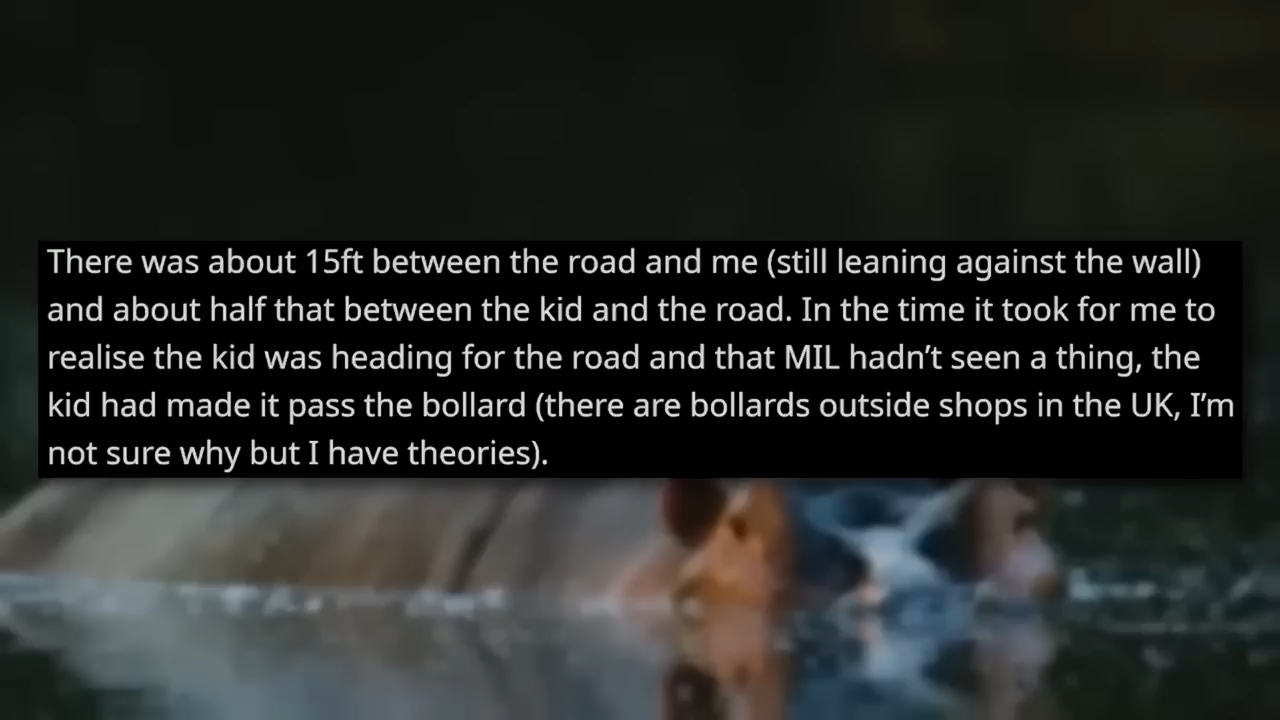 There was about 15ft between the road and me (still leaning against the wall)
and about half that between the kid and the road. In the time it took for me to
realise the kid was heading for the road and that MIL hadn’t seen a thing, the
kid had made it pass the bollard (there are bollards outside shops in the UK, I’m
not sure why but I have theories).